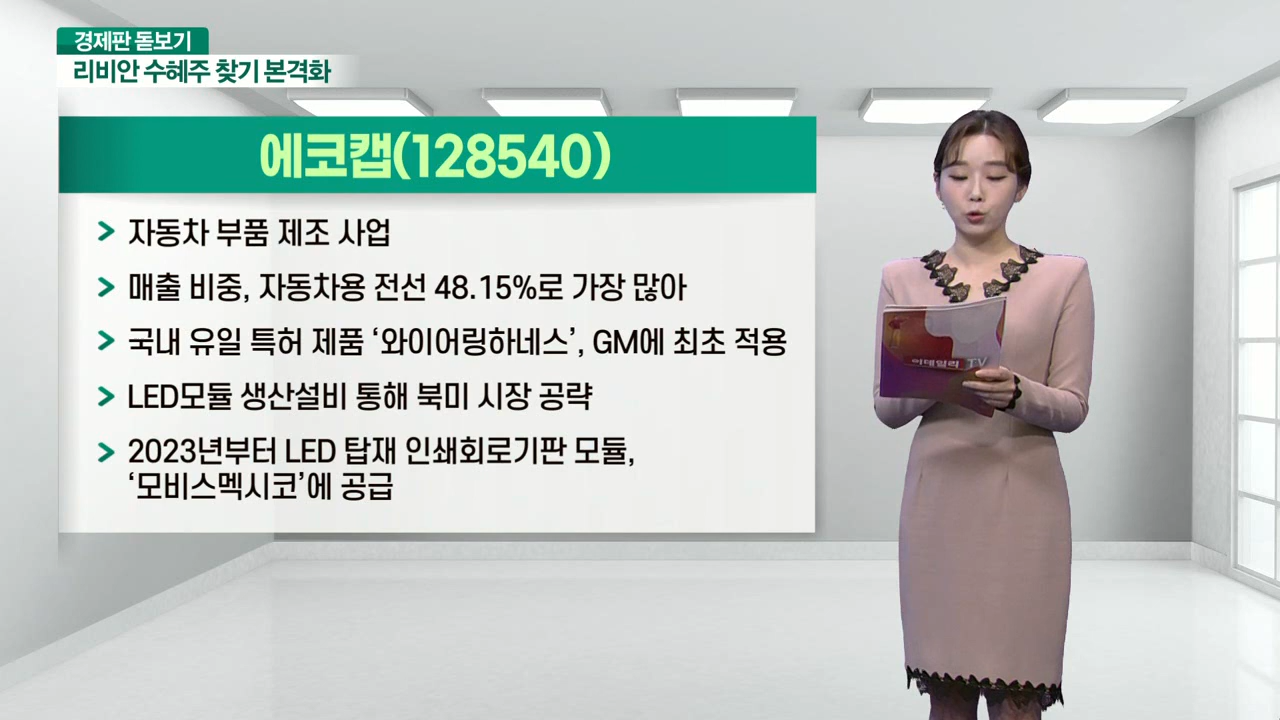 경제판 돋보기
리비안 수혜주 찾기 본격화
에코캡(128540)
> 자동차 부품 제조 사업
> 매출 비중, 자동차용 전선 48.15%로 가장 많아
> 국내 유일 특허 제품 ‘와이어링하네스’, GM에 최초 적용
> LED모듈 생산설비 통해 북미 시장 공략
> 2023년부터 LED 탑재 인쇄회로기판 모듈,
‘모비스멕시코’에 공급
이데일리 TV